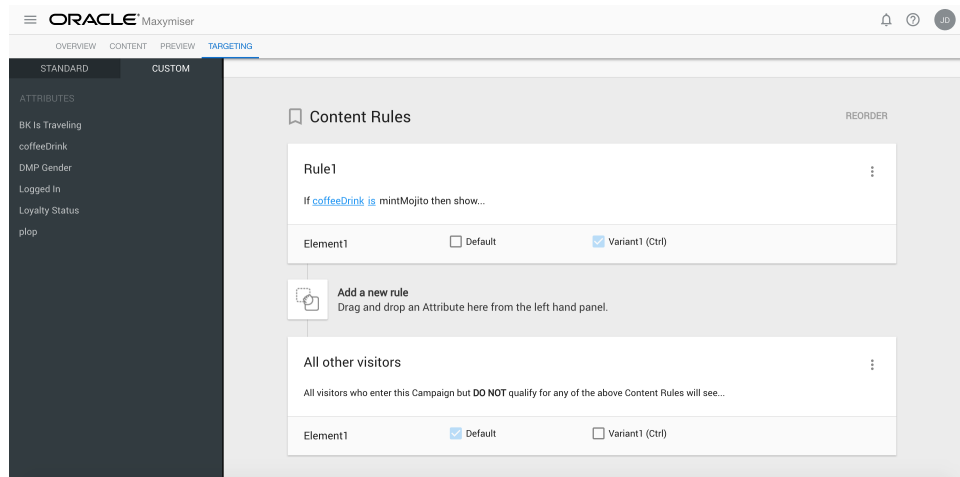 ORACLE® Maxymiser
JD
OVERVIEW CONTENT PREVIEW TARGETING
STANDARD CUSTOM
ATTRIBUTES
BK Is Traveling
coffeeDrink
DMP Gender
Logged In
Loyalty Status
plop
Content Rules REORDER
Rule1
If coffeeDrink is mintMojito then show...
Element1 Default Variant1 (Ctrl)
Add a new rule
Drag and drop an Attribute here from the left hand panel.
All other visitors
All visitors who enter this Campaign but DO NOT qualify for any of the above Content Rules will see...
Element1 Default Variant1 (Ctrl)